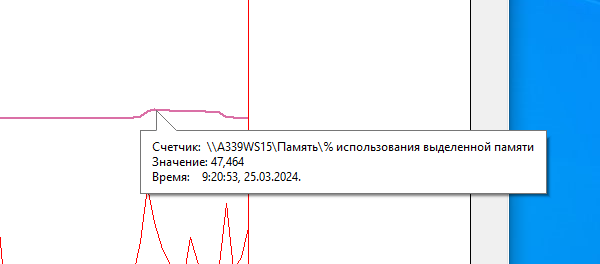 Счетчик: \\A339WS15\Память\% использования выделенной памяти
Значение: 47,464
Время: 9:20:53, 25.03.2024.